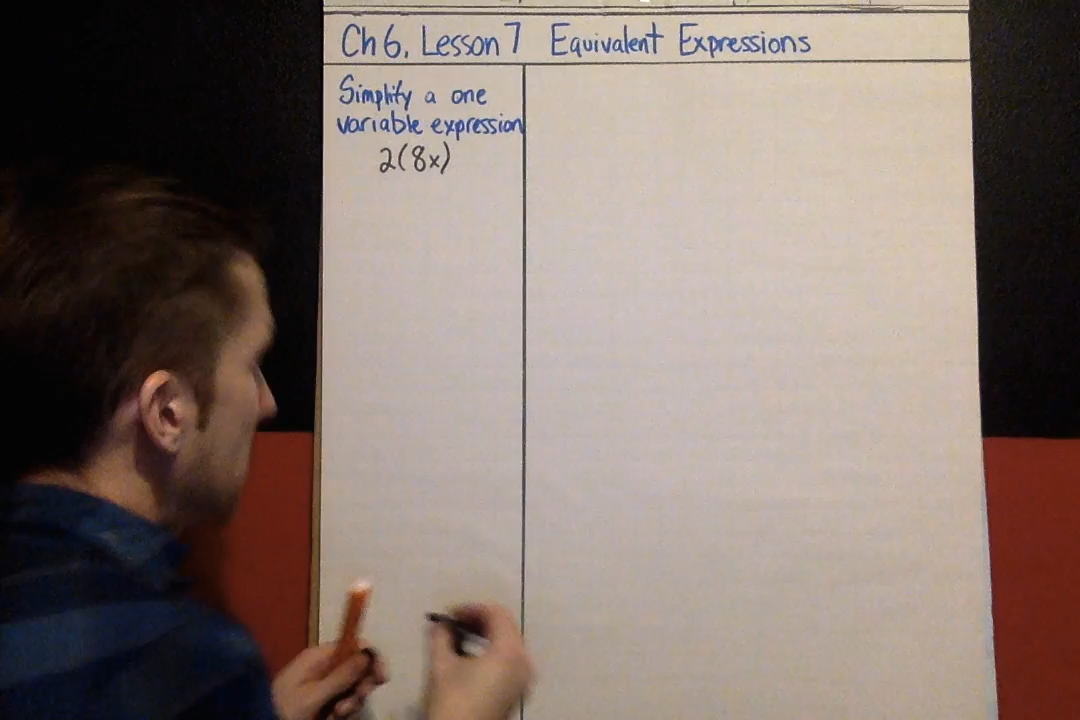 Ch 6. Lesson 7 Equivalent Expressions
Simplify a one
variable expression
2(8x)